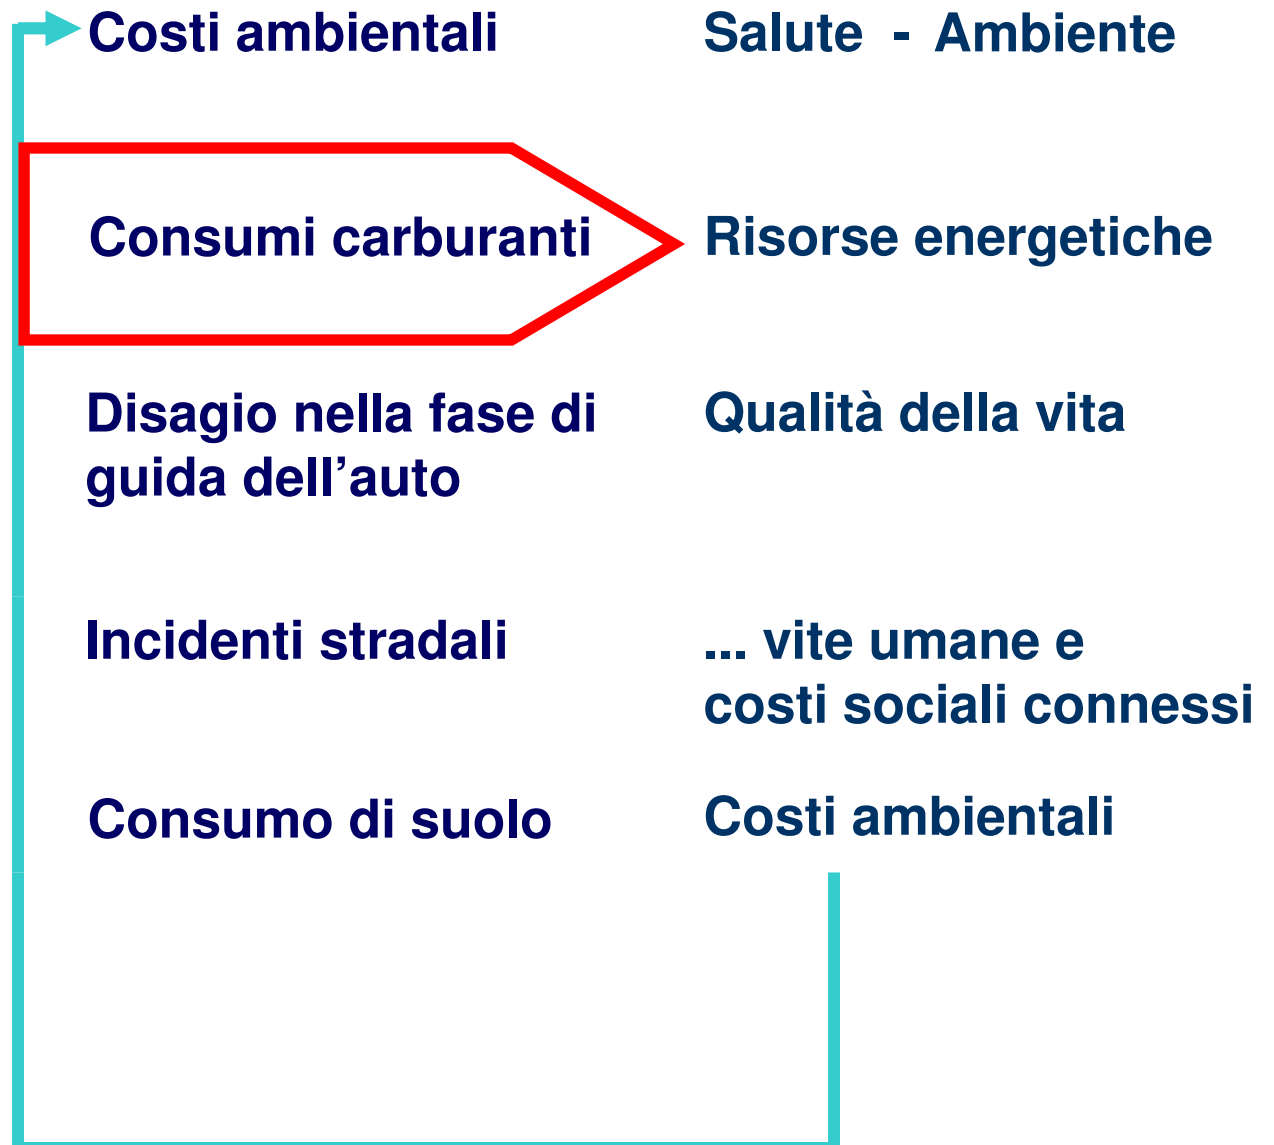 Costi ambientali
Salute - Ambiente
Consumi carburanti
Risorse energetiche
Disagio nella fase di
guida dell’auto
Qualità della vita
Incidenti stradali
... vite umane e
costi sociali connessi
Consumo di suolo
Costi ambientali